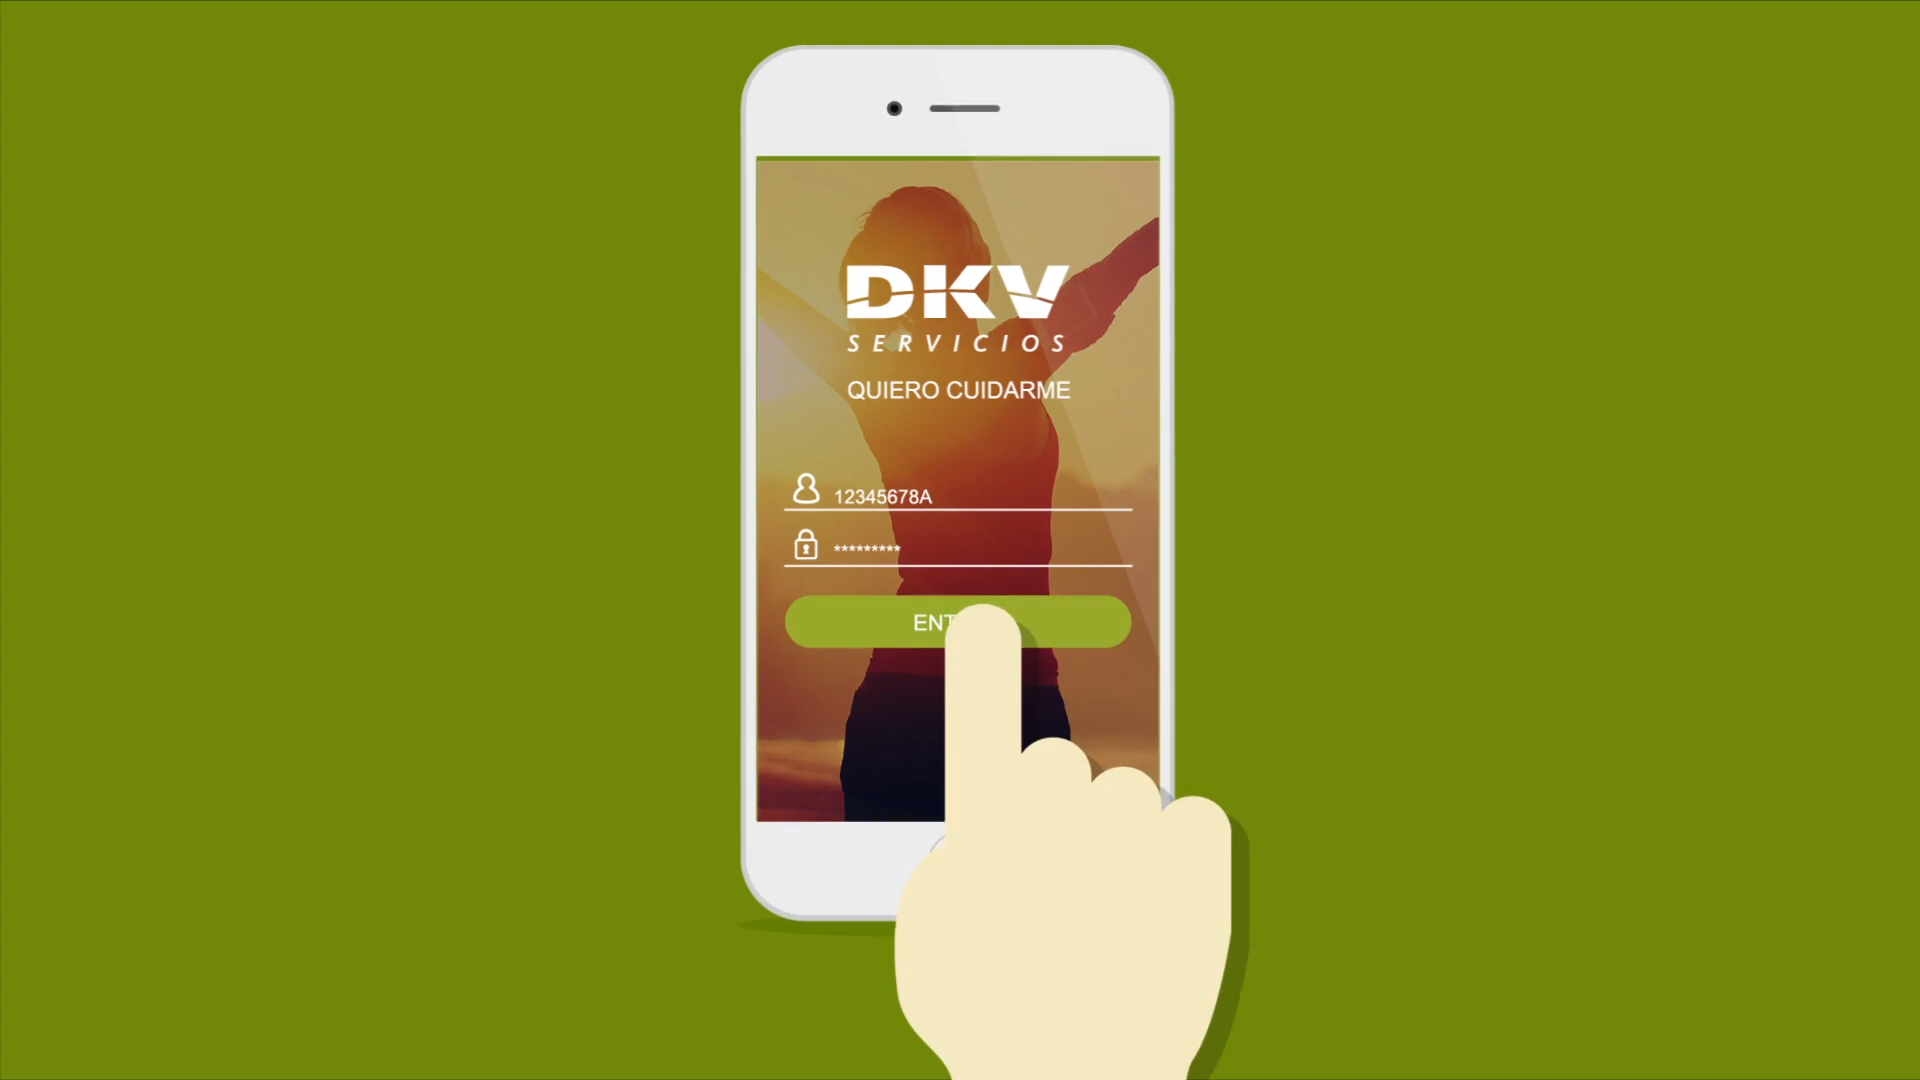 DKV
SERVICIOS
QUIERO CUIDARME
12345678A
*********
ENT